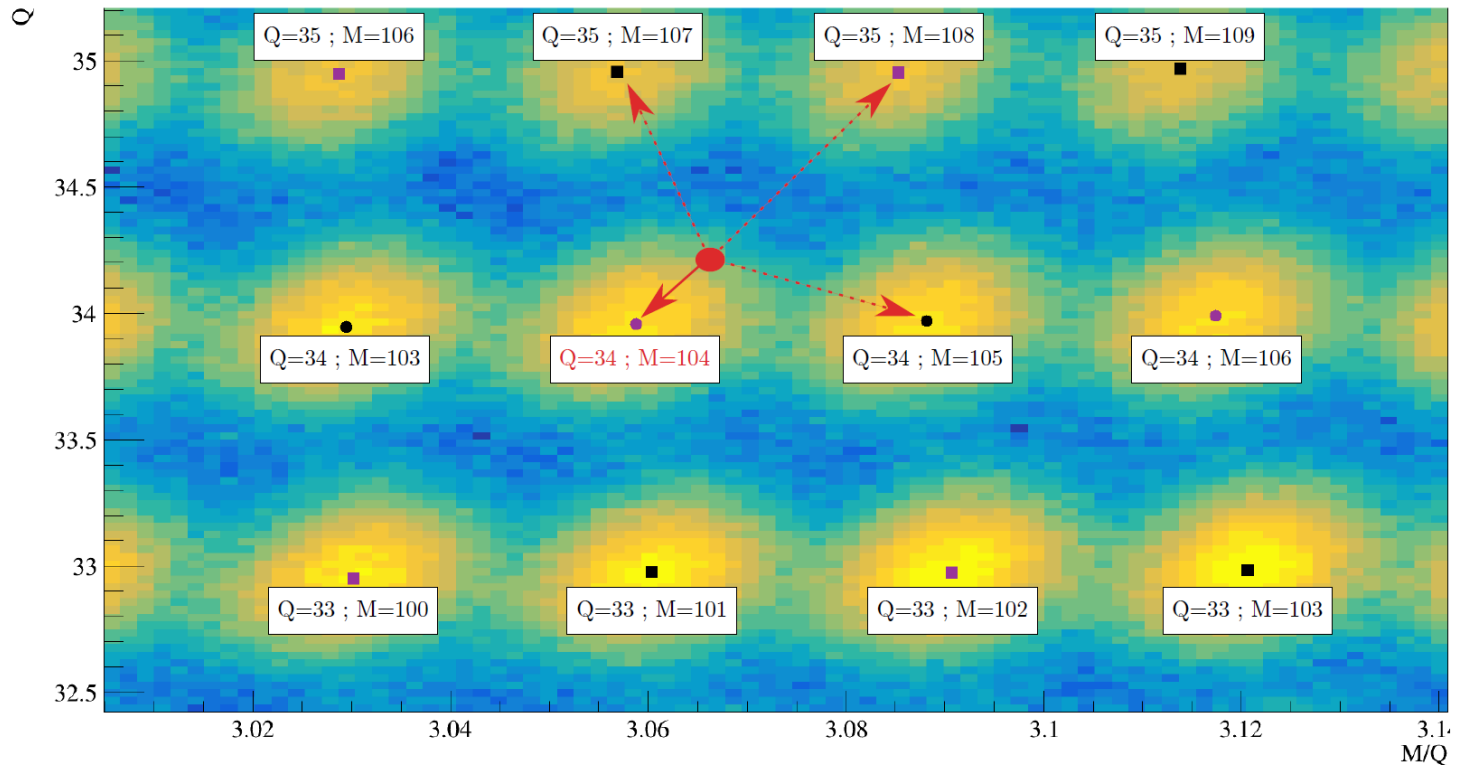 Q
35
34.5
34
33.5
33
32.5
Q=35 ; M=106
Q=35 ; M=107
Q=35 ; M=108
Q=35 ; M=109
Q=34 ; M=103
Q=34 ; M=104
Q=34 ; M=105
Q=34 ; M=106
Q=33 ; M=100
Q=33 ; M=101
Q=33 ; M=102
Q=33 ; M=103
3.02
3.04
3.06
3.08
3.1
3.12
M/Q